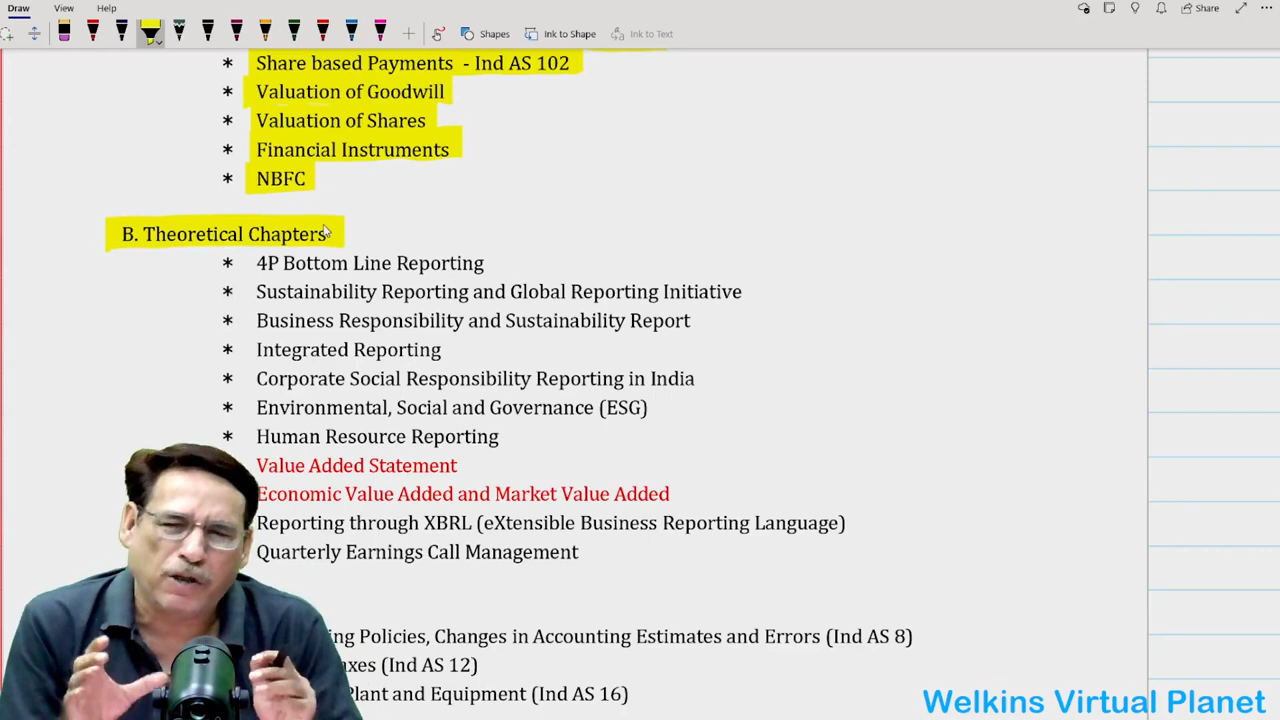 Draw
View
Help
Share
Shapes
Ink to Shape
Ink to Text
* Share based Payments - Ind AS 102
* Valuation of Goodwill
* Valuation of Shares
* Financial Instruments
* NBFC
B. Theoretical Chapters
* 4P Bottom Line Reporting
* Sustainability Reporting and Global Reporting Initiative
* Business Responsibility and Sustainability Report
* Integrated Reporting
* Corporate Social Responsibility Reporting in India
* Environmental, Social and Governance (ESG)
* Human Resource Reporting
Value Added Statement
Economic Value Added and Market Value Added
Reporting through XBRL (eXtensible Business Reporting Language)
Quarterly Earnings Call Management
Policies, Changes in Accounting Estimates and Errors (Ind AS 8)
(Ind AS 12)
Plant and Equipment (Ind AS 16)
Welkins Virtual Planet